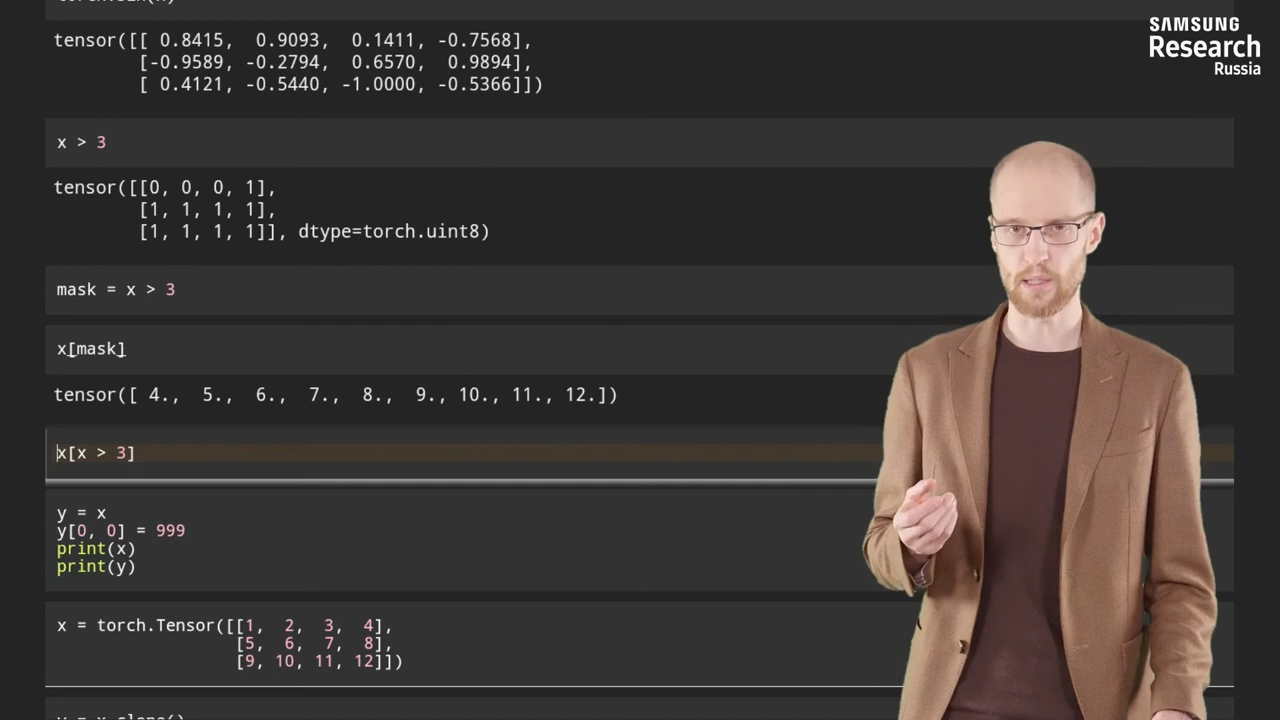 SAMSUNG
Research
Russia
tensor([[ 0.8415,  0.9093,  0.1411, -0.7568],
        [-0.9589, -0.2794,  0.6570,  0.9894],
        [ 0.4121, -0.5440, -1.0000, -0.5366]])
x > 3
tensor([[0, 0, 0, 1],
        [1, 1, 1, 1],
        [1, 1, 1, 1]], dtype=torch.uint8)
mask = x > 3
x[mask]
tensor([ 4.,  5.,  6.,  7.,  8.,  9., 10., 11., 12.])
x[x > 3]
y = x
y[0, 0] = 999
print(x)
print(y)
x = torch.Tensor([[1,  2,  3,  4],
                  [5,  6,  7,  8],
                  [9, 10, 11, 12]])